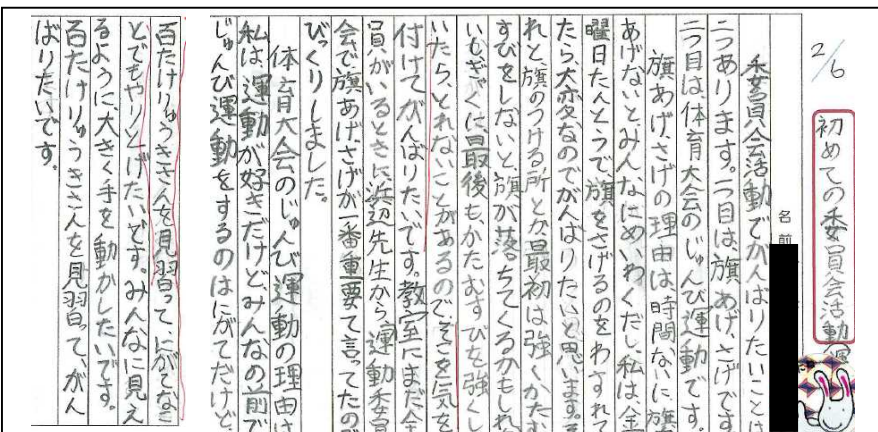 2/6
初めての委員会活動
名前
委員会活動でがんばりたいことは
二つあります。一つ目は、旗あげ、さげです
二つ目は、体育大会のじゅんび運動です。
旗あげさげの理由は時間ないに、旗
あげないと、みんなにめいわくだし、私は、金
曜日たんとうで、旗をさげるのをわすれて
たら、大変なのでがんばりたいと思います。
れと、旗のつける所とか最初は強くかたむ
すびをしないと、旗が落ちてくるかもしれ
いもぎゃくに、最後も、かたむすびを強くし
いたら、とれないことがあるので、そこを気を
付けてがんばりたいです。教室にまだ全
員がいるときに浜辺先生から運動委員
会で旗あげさげが一番重要て言ってたので
びっくりしました。
体育大会のじゅんび運動の理由は
私は、運動が好きだけど、みんなの前で
じゅんび運動をするのはにがてだけど、
百たけりゅうきさんを見習って、にがてなこ
とでもやりとげたいです。みんなに見え
るように、大きく手を動かしたいです。
百たけりゅうきさんを見習って、がん
ばりたいです。